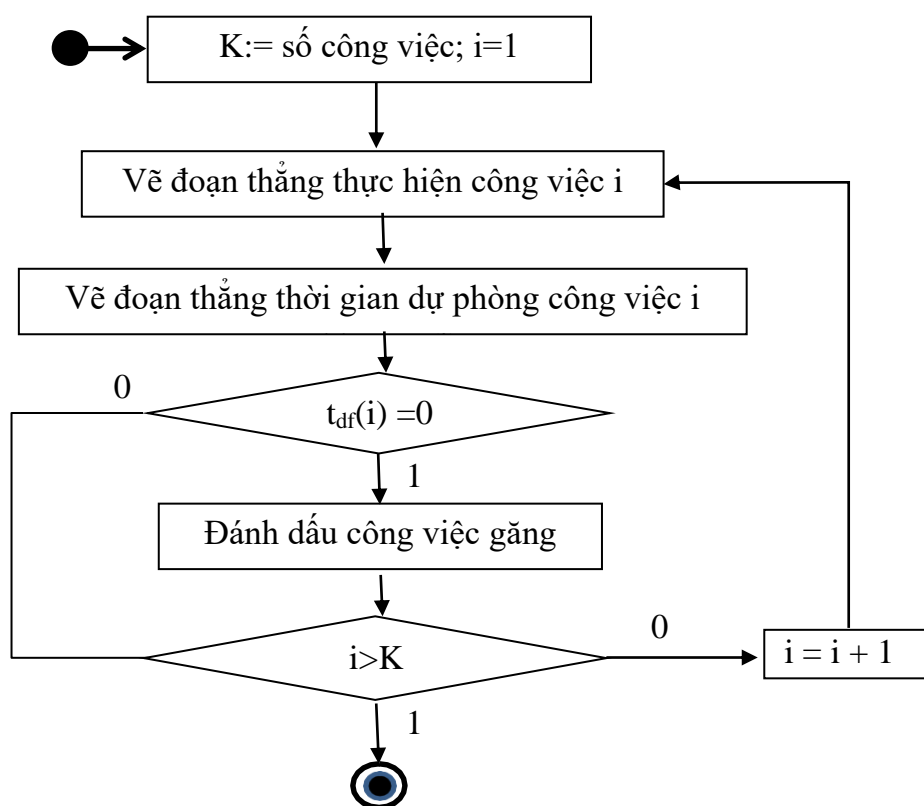 K:= số công việc; i=1
Vẽ đoạn thẳng thực hiện công việc i
Vẽ đoạn thẳng thời gian dự phòng công việc i
0
tdf(i) =0
1
Đánh dấu công việc găng
0
i>K
i = i + 1
1